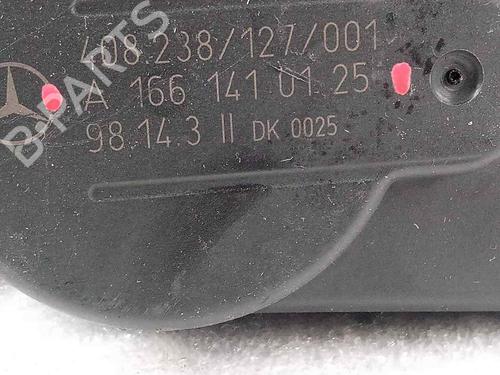 408.238/127/001
A 166 141 01 25
98 14.3 II DK 0025
B-PARTS